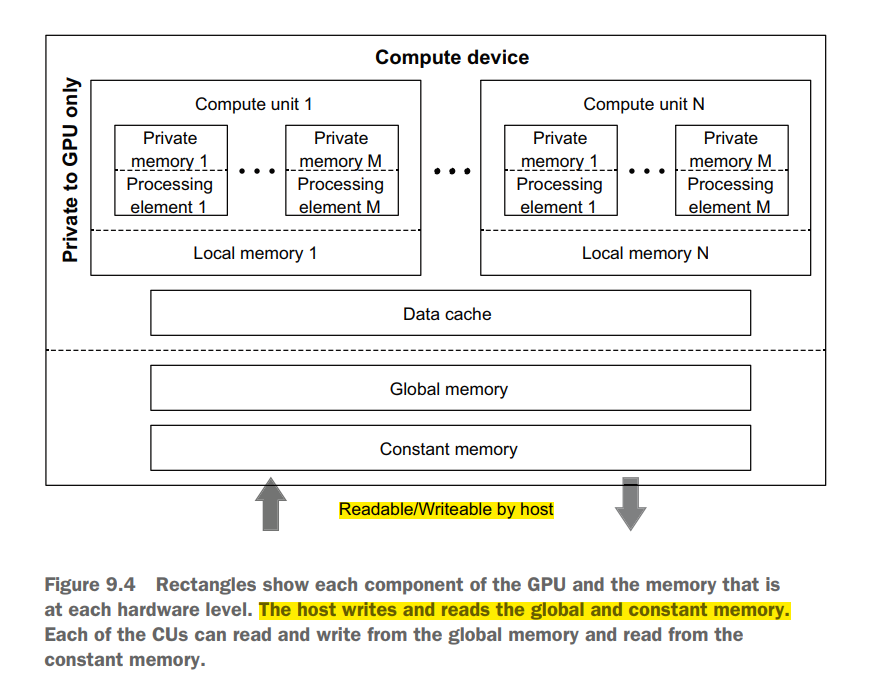 Compute device
Private to GPU only
Compute unit 1
Private
memory 1
Processing
element 1
Private
memory M
Processing
element M
Local memory 1
Compute unit N
Private
memory 1
Processing
element 1
Private
memory M
Processing
element M
Local memory N
Data cache
Global memory
Constant memory
Readable/Writeable by host
Figure 9.4 Rectangles show each component of the GPU and the memory that is
at each hardware level. The host writes and reads the global and constant memory.
Each of the CUs can read and write from the global memory and read from the
constant memory.